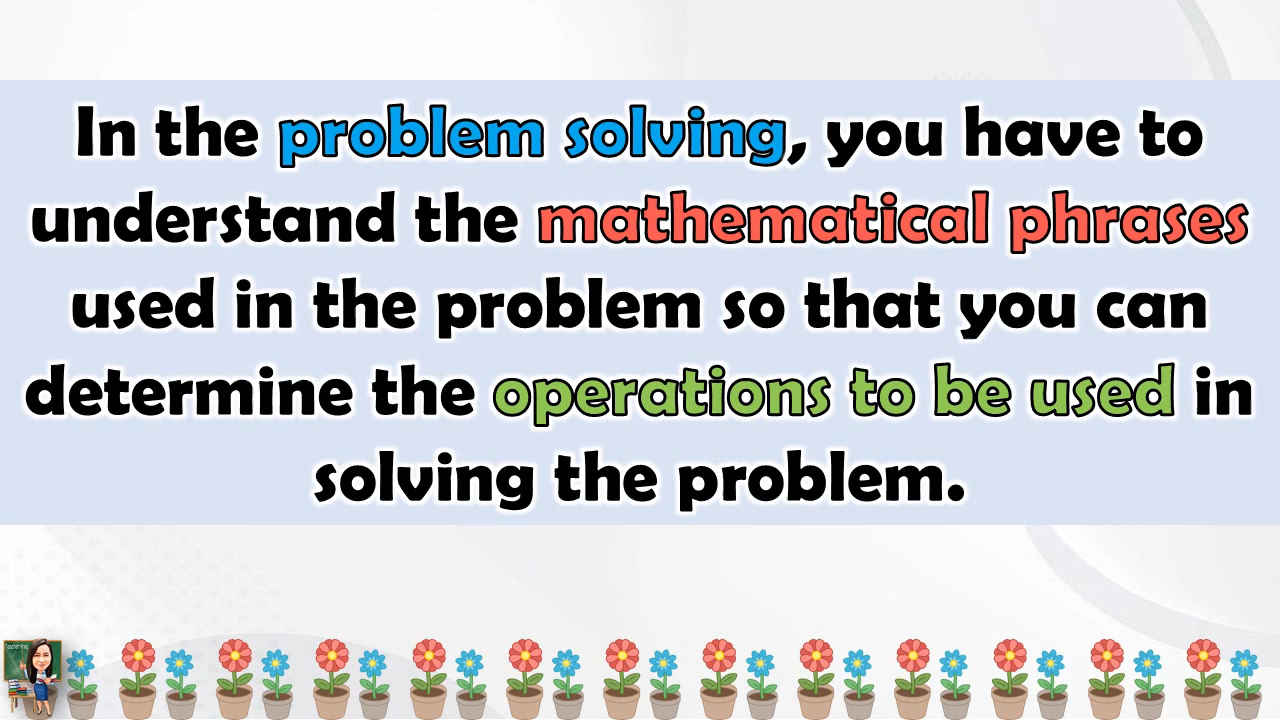 In the problem solving, you have to
understand the mathematical phrases
used in the problem so that you can
determine the operations to be used in
solving the problem.